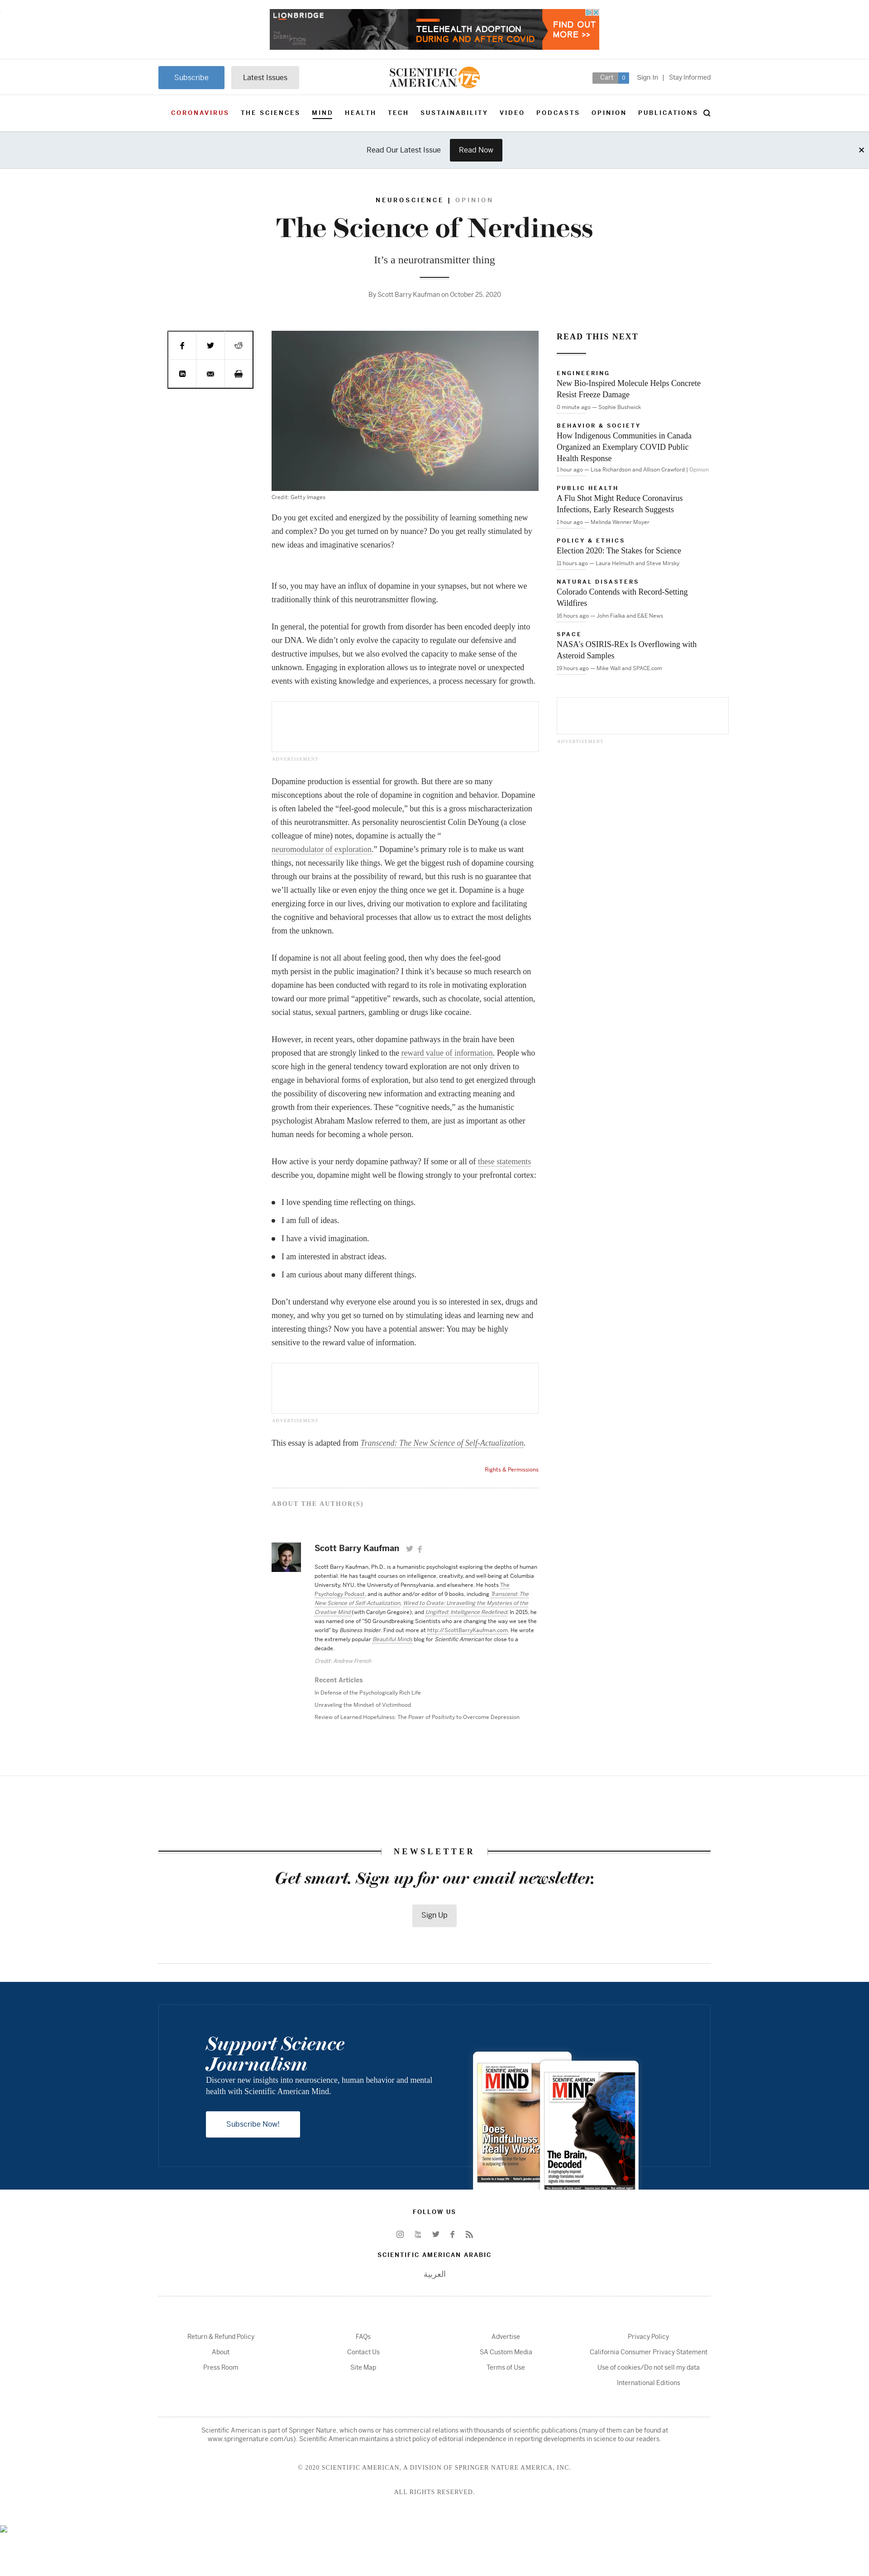 LIONBRIDGE
TELEHEALTH ADOPTION
DURING AND AFTER COVID
FIND OUT
MORE >>
Subscribe
Latest Issues
SCIENTIFIC
AMERICAN 175
Cart 0
Sign In | Stay Informed
CORONAVIRUS THE SCIENCES MIND HEALTH TECH SUSTAINABILITY VIDEO PODCASTS OPINION PUBLICATIONS
Read Our Latest Issue
Read Now
NEUROSCIENCE | OPINION
The Science of Nerdiness
It’s a neurotransmitter thing
By Scott Barry Kaufman on October 25, 2020
Credit: Getty Images
Do you get excited and energized by the possibility of learning something new
and complex? Do you get turned on by nuance? Do you get really stimulated by
new ideas and imaginative scenarios?
If so, you may have an influx of dopamine in your synapses, but not where we
traditionally think of this neurotransmitter flowing.
In general, the potential for growth from disorder has been encoded deeply into
our DNA. We didn’t only evolve the capacity to regulate our defensive and
destructive impulses, but we also evolved the capacity to make sense of the
unknown. Engaging in exploration allows us to integrate novel or unexpected
events with existing knowledge and experiences, a process necessary for growth.
ADVERTISEMENT
Dopamine production is essential for growth. But there are so many
misconceptions about the role of dopamine in cognition and behavior. Dopamine
is often labeled the “feel-good molecule,” but this is a gross mischaracterization
of this neurotransmitter. As personality neuroscientist Colin DeYoung (a close
colleague of mine) notes, dopamine is actually the “
neuromodulator of exploration.” Dopamine’s primary role is to make us want
things, not necessarily like things. We get the biggest rush of dopamine coursing
through our brains at the possibility of reward, but this rush is no guarantee that
we’ll actually like or even enjoy the thing once we get it. Dopamine is a huge
energizing force in our lives, driving our motivation to explore and facilitating
the cognitive and behavioral processes that allow us to extract the most delights
from the unknown.
If dopamine is not all about feeling good, then why does the feel-good
myth persist in the public imagination? I think it’s because so much research on
dopamine has been conducted with regard to its role in motivating exploration
toward our more primal “appetitive” rewards, such as chocolate, social attention,
social status, sexual partners, gambling or drugs like cocaine.
However, in recent years, other dopamine pathways in the brain have been
proposed that are strongly linked to the reward value of information. People who
score high in the general tendency toward exploration are not only driven to
engage in behavioral forms of exploration, but also tend to get energized through
the possibility of discovering new information and extracting meaning and
growth from their experiences. These “cognitive needs,” as the humanistic
psychologist Abraham Maslow referred to them, are just as important as other
human needs for becoming a whole person.
How active is your nerdy dopamine pathway? If some or all of these statements
describe you, dopamine might well be flowing strongly to your prefrontal cortex:
I love spending time reflecting on things.
I am full of ideas.
I have a vivid imagination.
I am interested in abstract ideas.
I am curious about many different things.
Don’t understand why everyone else around you is so interested in sex, drugs and
money, and why you get so turned on by stimulating ideas and learning new and
interesting things? Now you have a potential answer: You may be highly
sensitive to the reward value of information.
ADVERTISEMENT
This essay is adapted from Transcend: The New Science of Self-Actualization.
Rights & Permissions
READ THIS NEXT
ENGINEERING
New Bio-Inspired Molecule Helps Concrete
Resist Freeze Damage
0 minute ago — Sophie Bushwick
BEHAVIOR & SOCIETY
How Indigenous Communities in Canada
Organized an Exemplary COVID Public
Health Response
1 hour ago — Lisa Richardson and Allison Crawford | Opinion
PUBLIC HEALTH
A Flu Shot Might Reduce Coronavirus
Infections, Early Research Suggests
1 hour ago — Melinda Wenner Moyer
POLICY & ETHICS
Election 2020: The Stakes for Science
11 hours ago — Laura Helmuth and Steve Mirsky
NATURAL DISASTERS
Colorado Contends with Record-Setting
Wildfires
16 hours ago — John Fialka and E&E News
SPACE
NASA's OSIRIS-REx Is Overflowing with
Asteroid Samples
19 hours ago — Mike Wall and SPACE.com
ADVERTISEMENT
ABOUT THE AUTHOR(S)
Scott Barry Kaufman
Scott Barry Kaufman, Ph.D., is a humanistic psychologist exploring the depths of human
potential. He has taught courses on intelligence, creativity, and well-being at Columbia
University, NYU, the University of Pennsylvania, and elsewhere. He hosts The
Psychology Podcast, and is author and/or editor of 9 books, including Transcend: The
New Science of Self-Actualization, Wired to Create: Unravelling the Mysteries of the
Creative Mind (with Carolyn Gregoire), and Ungifted: Intelligence Redefined. In 2015, he
was named one of "50 Groundbreaking Scientists who are changing the way we see the
world" by Business Insider. Find out more at http://ScottBarryKaufman.com. He wrote
the extremely popular Beautiful Minds blog for Scientific American for close to a
decade.
Credit: Andrew French
Recent Articles
In Defense of the Psychologically Rich Life
Unraveling the Mindset of Victimhood
Review of Learned Hopefulness: The Power of Positivity to Overcome Depression
NEWSLETTER
Get smart. Sign up for our email newsletter.
Sign Up
Support Science
Journalism
Discover new insights into neuroscience, human behavior and mental
health with Scientific American Mind.
Subscribe Now!
SCIENTIFIC AMERICAN
MIND
Does
Mindfulness
Really Work?
SCIENTIFIC AMERICAN
MIND
The Brain,
Decoded
FOLLOW US
SCIENTIFIC AMERICAN ARABIC
العربية
Return & Refund Policy
About
Press Room
FAQs
Contact Us
Site Map
Advertise
SA Custom Media
Terms of Use
Privacy Policy
California Consumer Privacy Statement
Use of cookies/Do not sell my data
International Editions
Scientific American is part of Springer Nature, which owns or has commercial relations with thousands of scientific publications (many of them can be found at
www.springernature.com/us). Scientific American maintains a strict policy of editorial independence in reporting developments in science to our readers.
© 2020 SCIENTIFIC AMERICAN, A DIVISION OF SPRINGER NATURE AMERICA, INC.
ALL RIGHTS RESERVED.